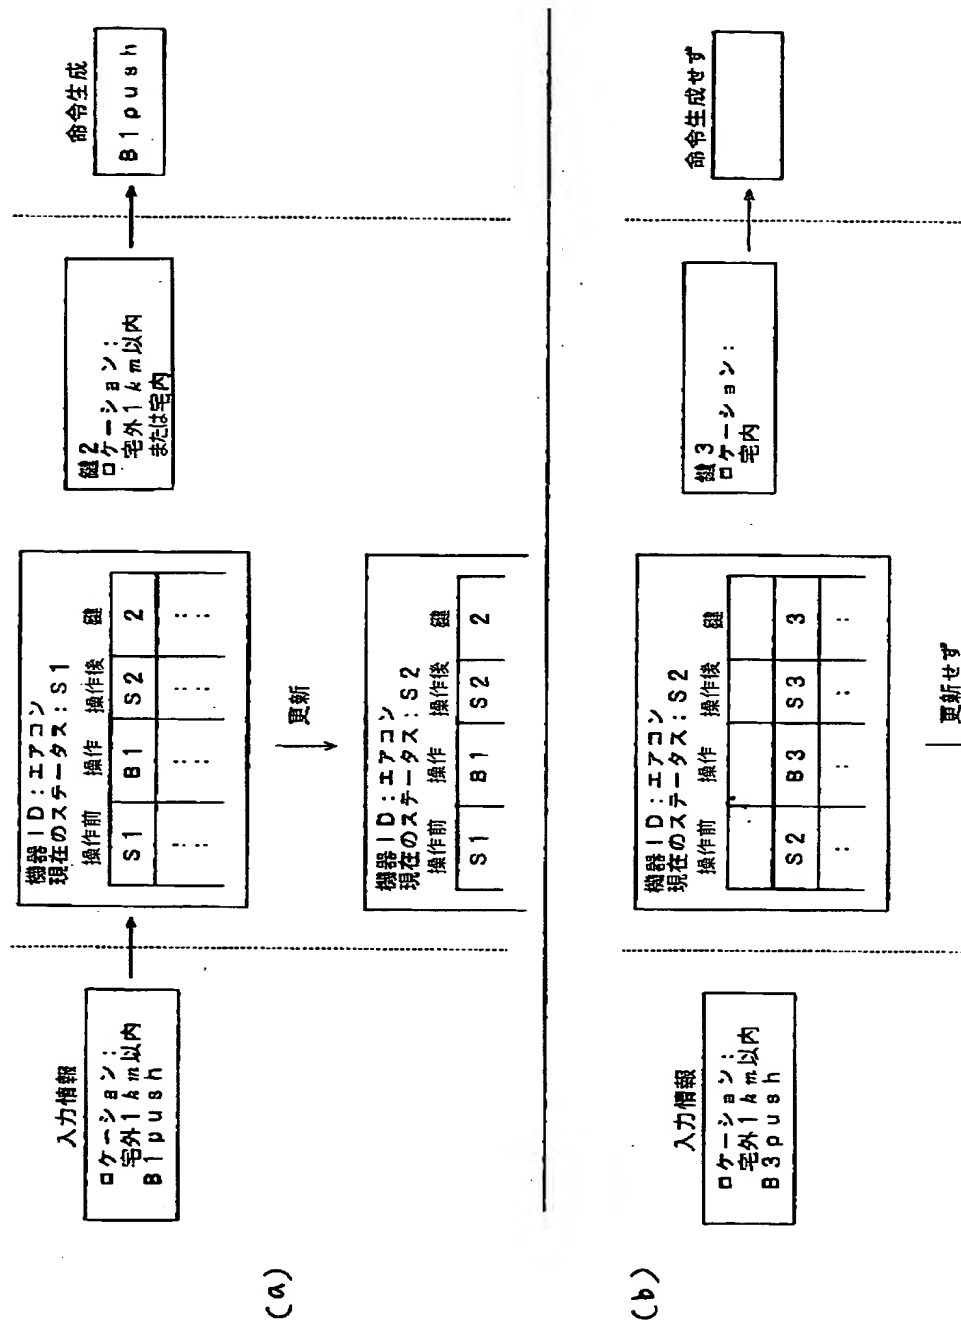 (a)
入力情報
ロケーション:
宅外1km以内
B1push
機器ID:エアコン
現在のステータス:S1
操作前 操作 操作後 鍵
S1 B1 S2 2
: : : :
更新
機器ID:エアコン
現在のステータス:S2
操作前 操作 操作後 鍵
S1 B1 S2 2
鍵2
ロケーション:
宅外1km以内
または宅内
命令生成
B1push
(b)
入力情報
ロケーション:
宅外1km以内
B3push
機器ID:エアコン
現在のステータス:S2
操作前 操作 操作後 鍵
S2 B3 S3 3
: : : :
更新せず
鍵3
ロケーション:
宅内
命令生成せず